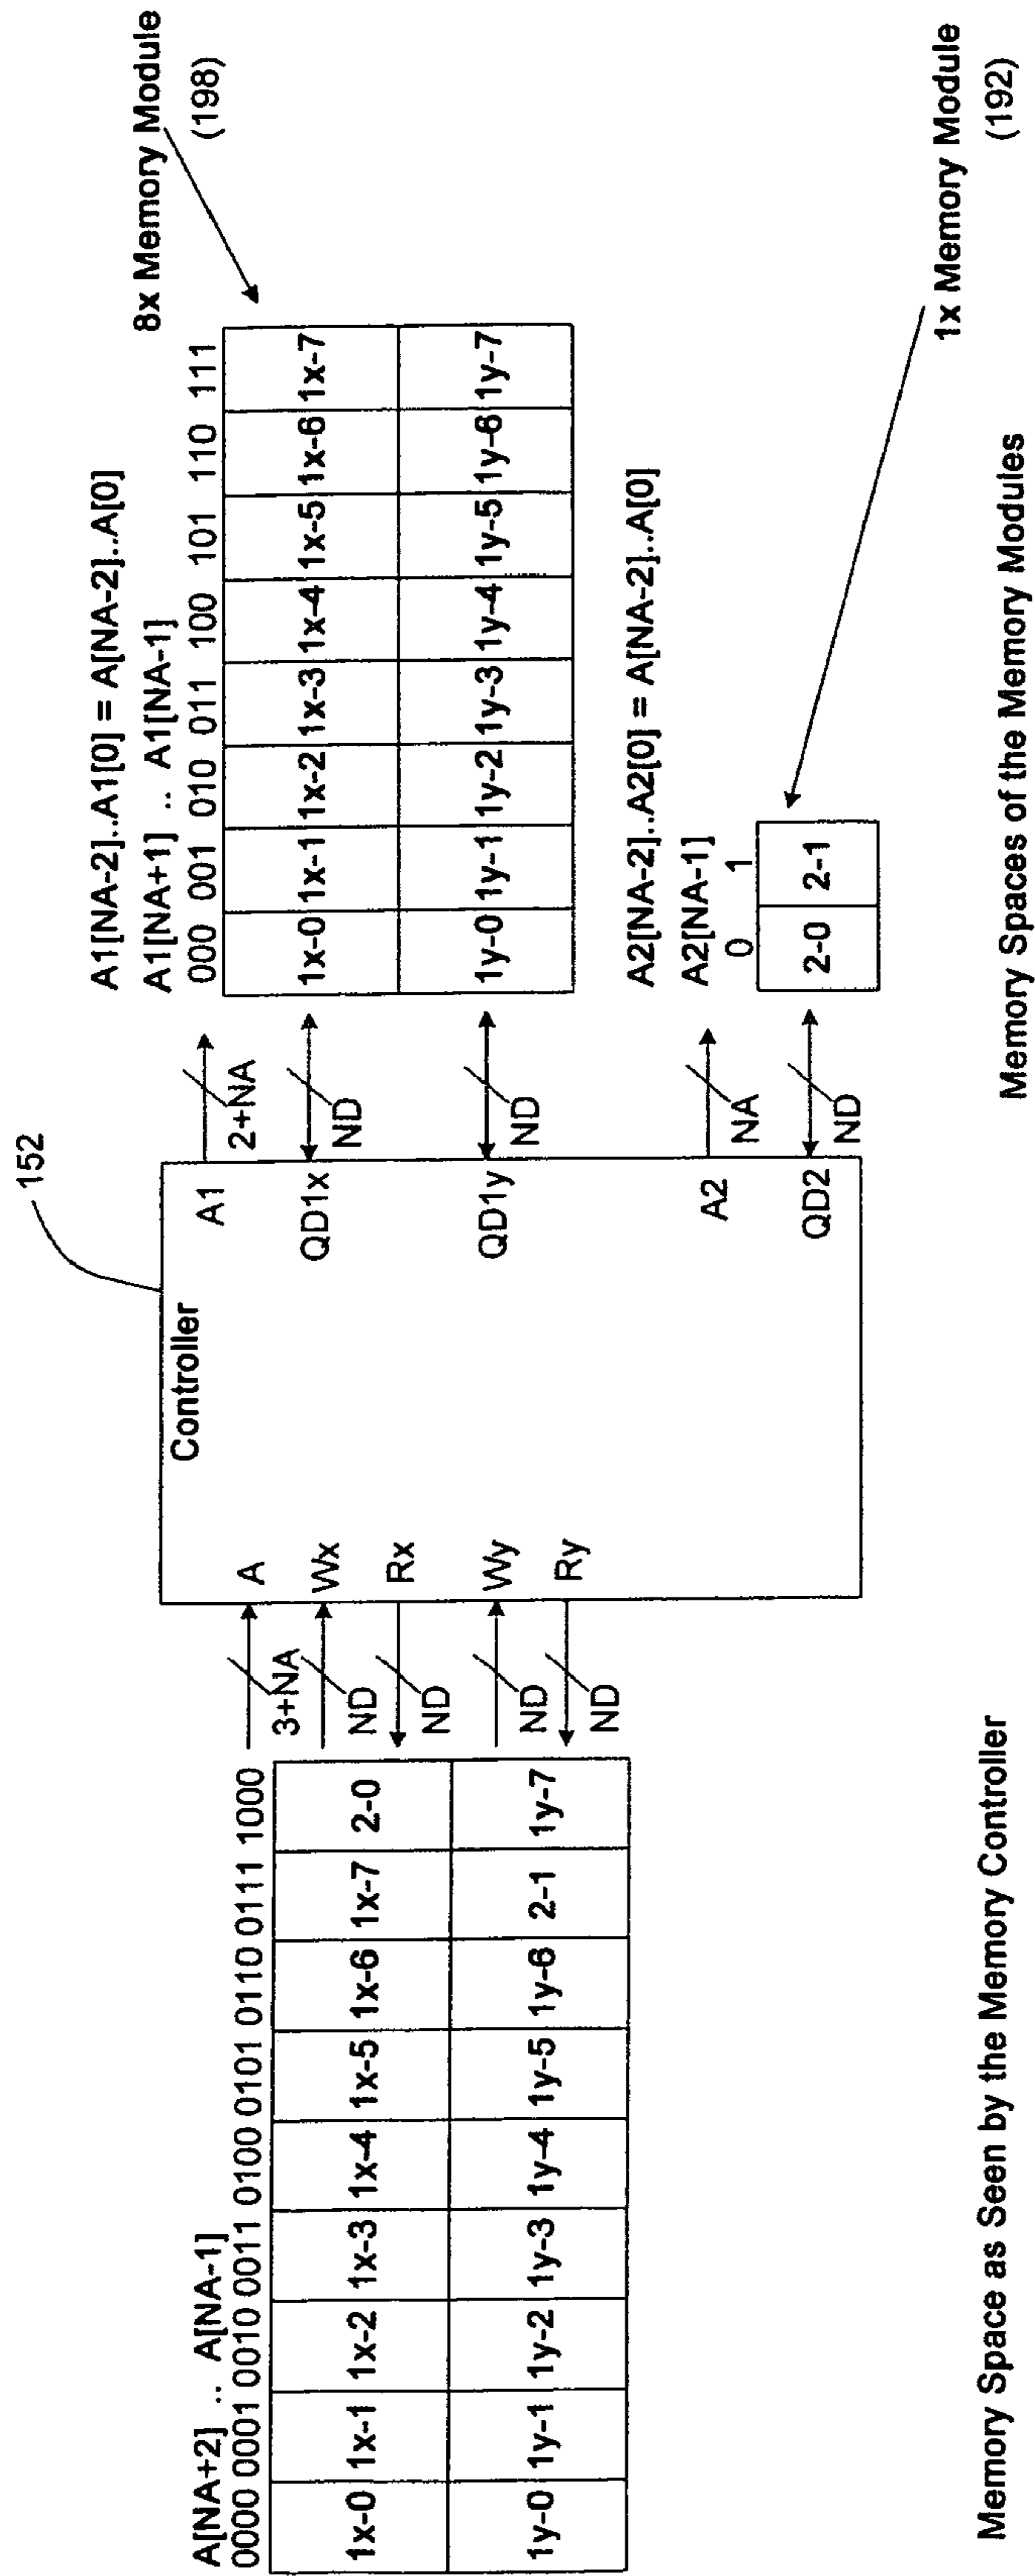 A[NA+2] .. A[NA-1]
0000 0001 0010 0011 0100 0101 0110 0111 1000
1x-0 1x-1 1x-2 1x-3 1x-4 1x-5 1x-6 1x-7 2-0
1y-0 1y-1 1y-2 1y-3 1y-4 1y-5 1y-6 2-1 1y-7
Memory Space as Seen by the Memory Controller
3+NA
ND
ND
ND
ND
152
Controller
A
Wx
Rx
Wy
Ry
A1
QD1x
QD1y
A2
QD2
2+NA
ND
ND
NA
ND
A1[NA-2]..A1[0] = A[NA-2]..A[0]
A1[NA+1] .. A1[NA-1]
000 001 010 011 100 101 110 111
1x-0 1x-1 1x-2 1x-3 1x-4 1x-5 1x-6 1x-7
1y-0 1y-1 1y-2 1y-3 1y-4 1y-5 1y-6 1y-7
8x Memory Module
(198)
A2[NA-2]..A2[0] = A[NA-2]..A[0]
A2[NA-1]
0 1
2-0 2-1
1x Memory Module
(192)
Memory Spaces of the Memory Modules